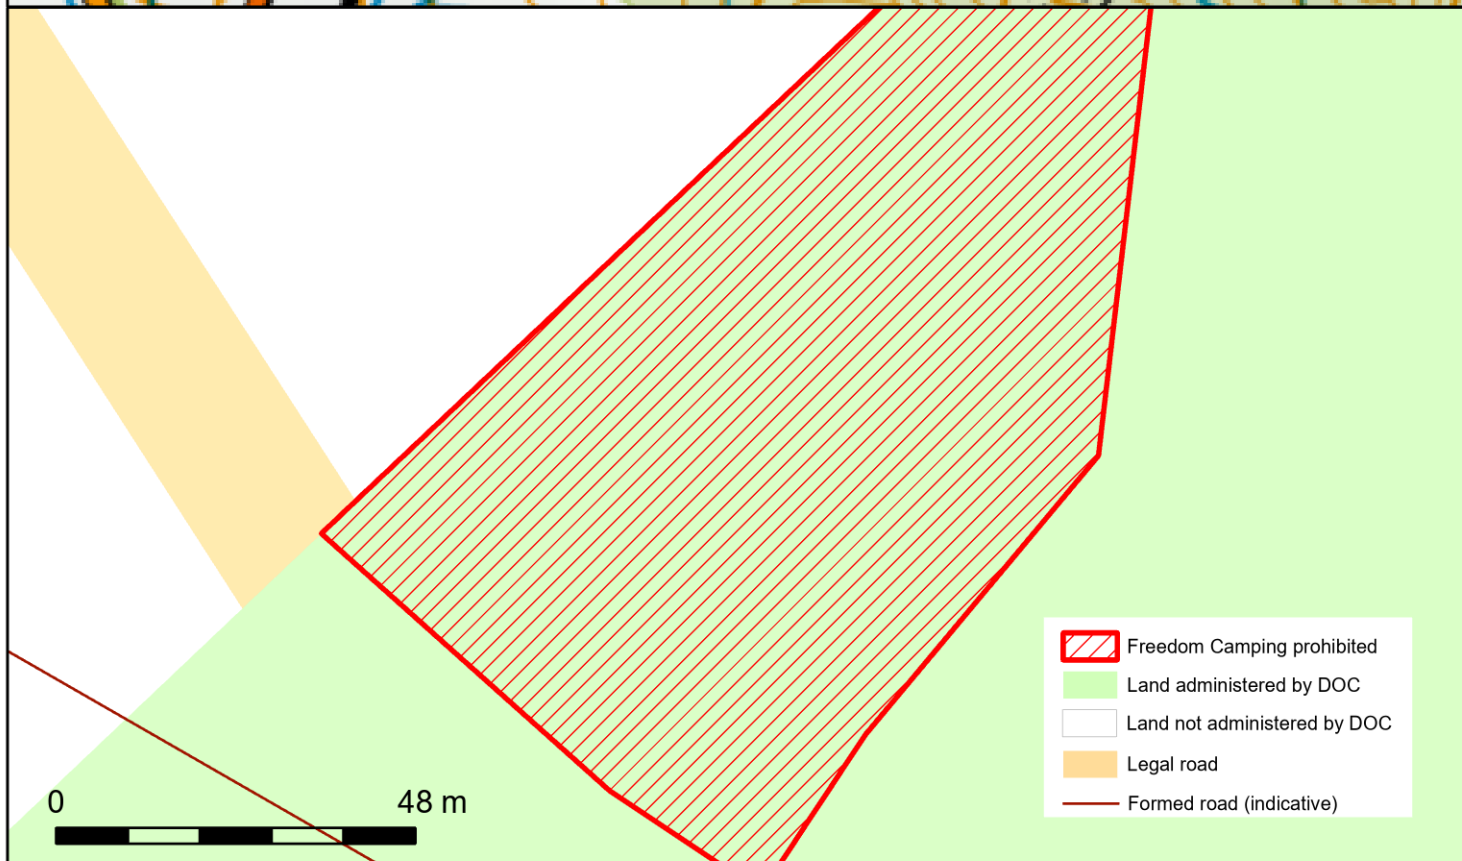 Freedom Camping prohibited
Land administered by DOC
Land not administered by DOC
Legal road
Formed road (indicative)
0 48 m